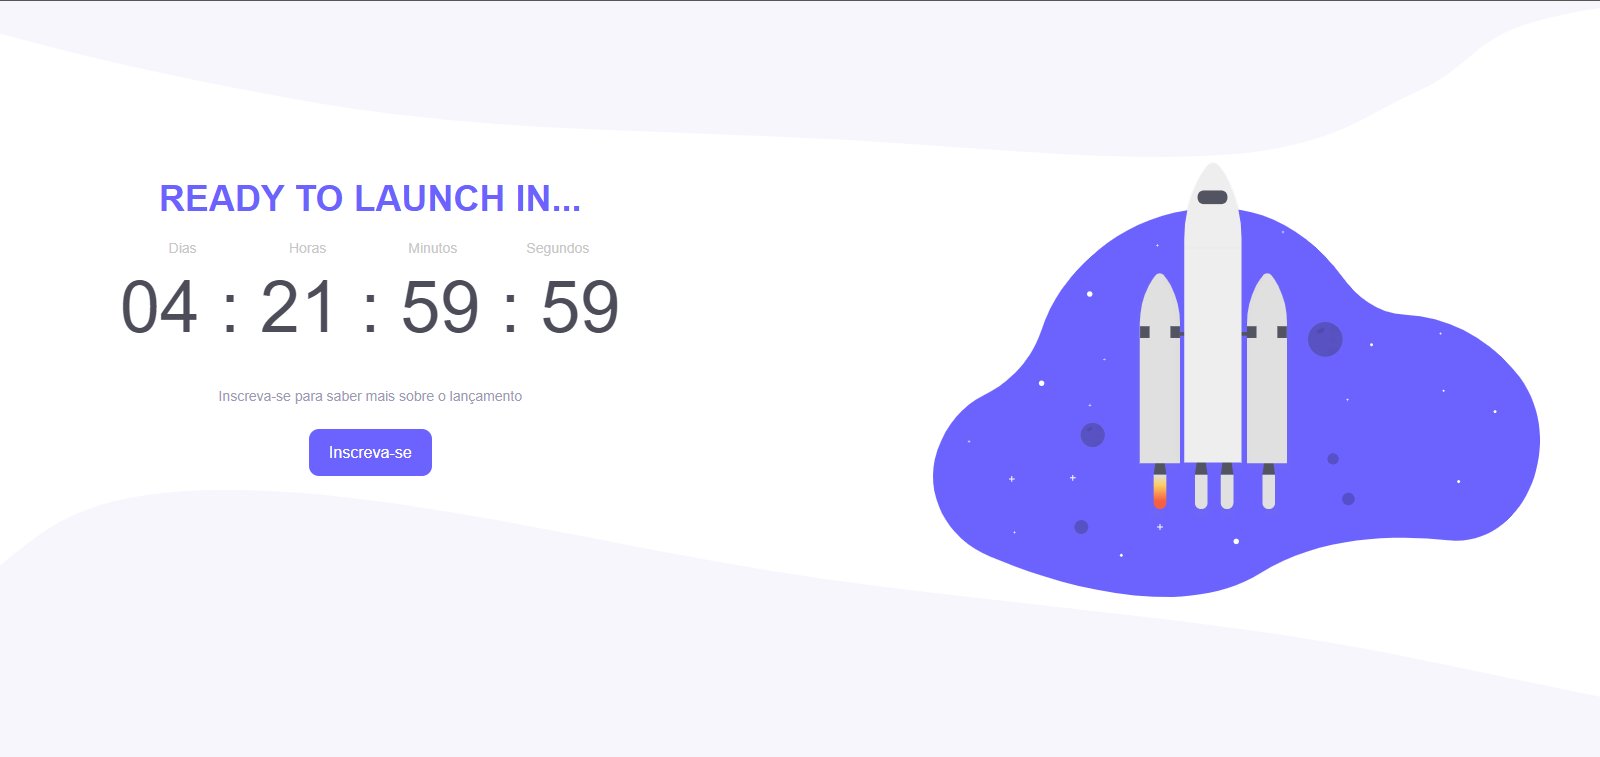 READY TO LAUNCH IN...
Dias Horas Minutos Segundos
04 : 21 : 59 : 59
Inscreva-se para saber mais sobre o lançamento
Inscreva-se